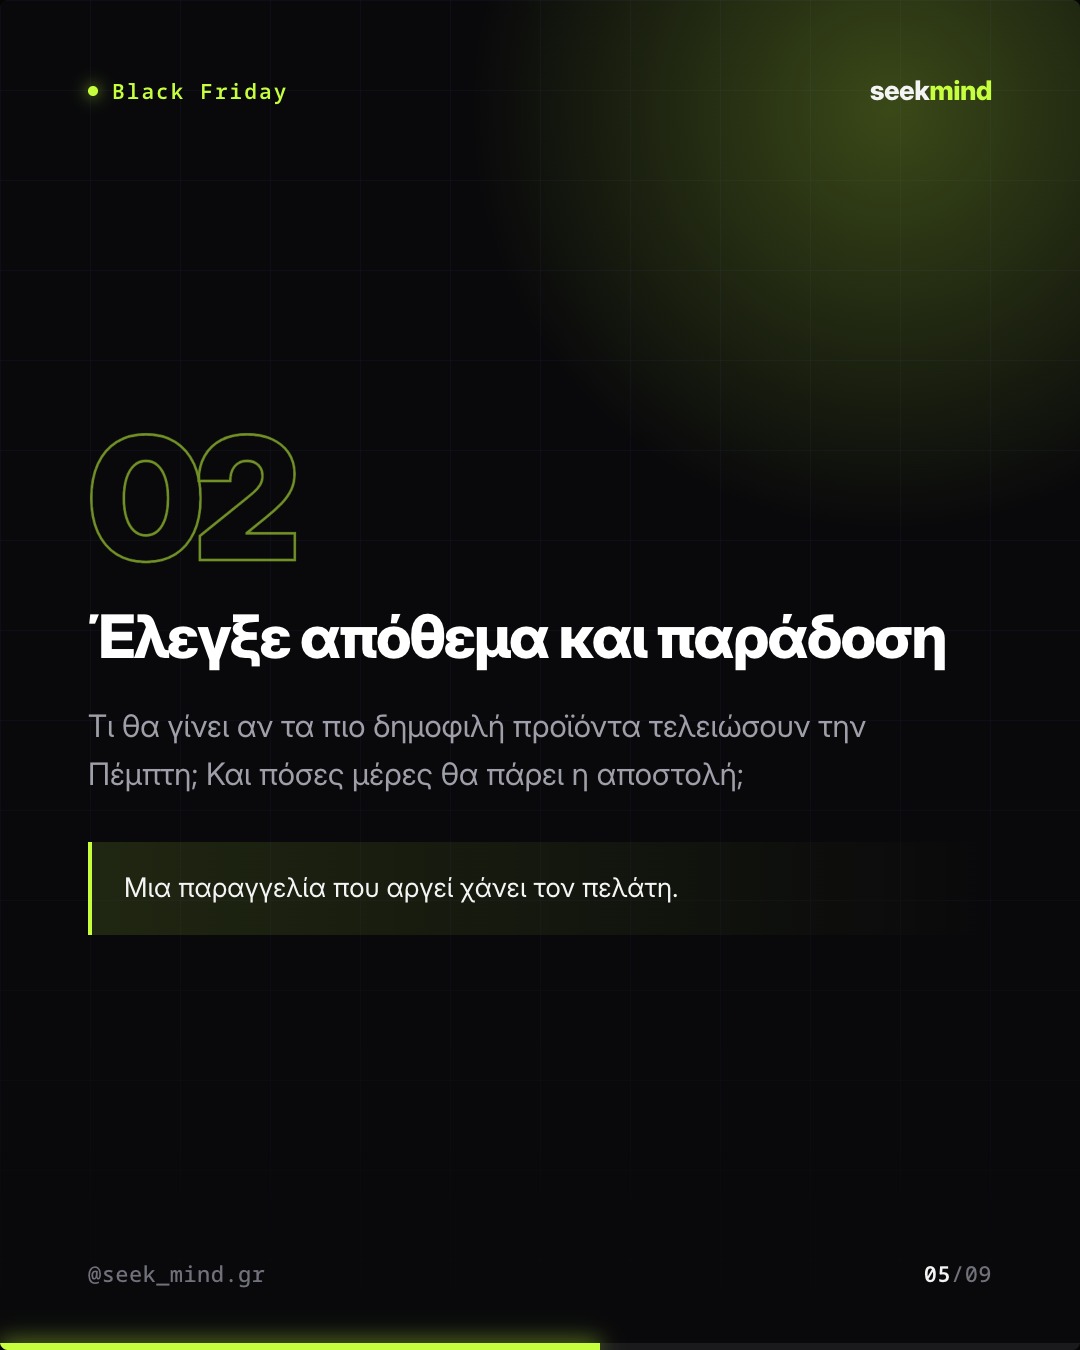 Black Friday
seekmind
02
Έλεγξε απόθεμα και παράδοση
Τι θα γίνει αν τα πιο δημοφιλή προϊόντα τελειώσουν την
Πέμπτη; Και πόσες μέρες θα πάρει η αποστολή;
Μια παραγγελία που αργεί χάνει τον πελάτη.
@seek_mind.gr
05/09